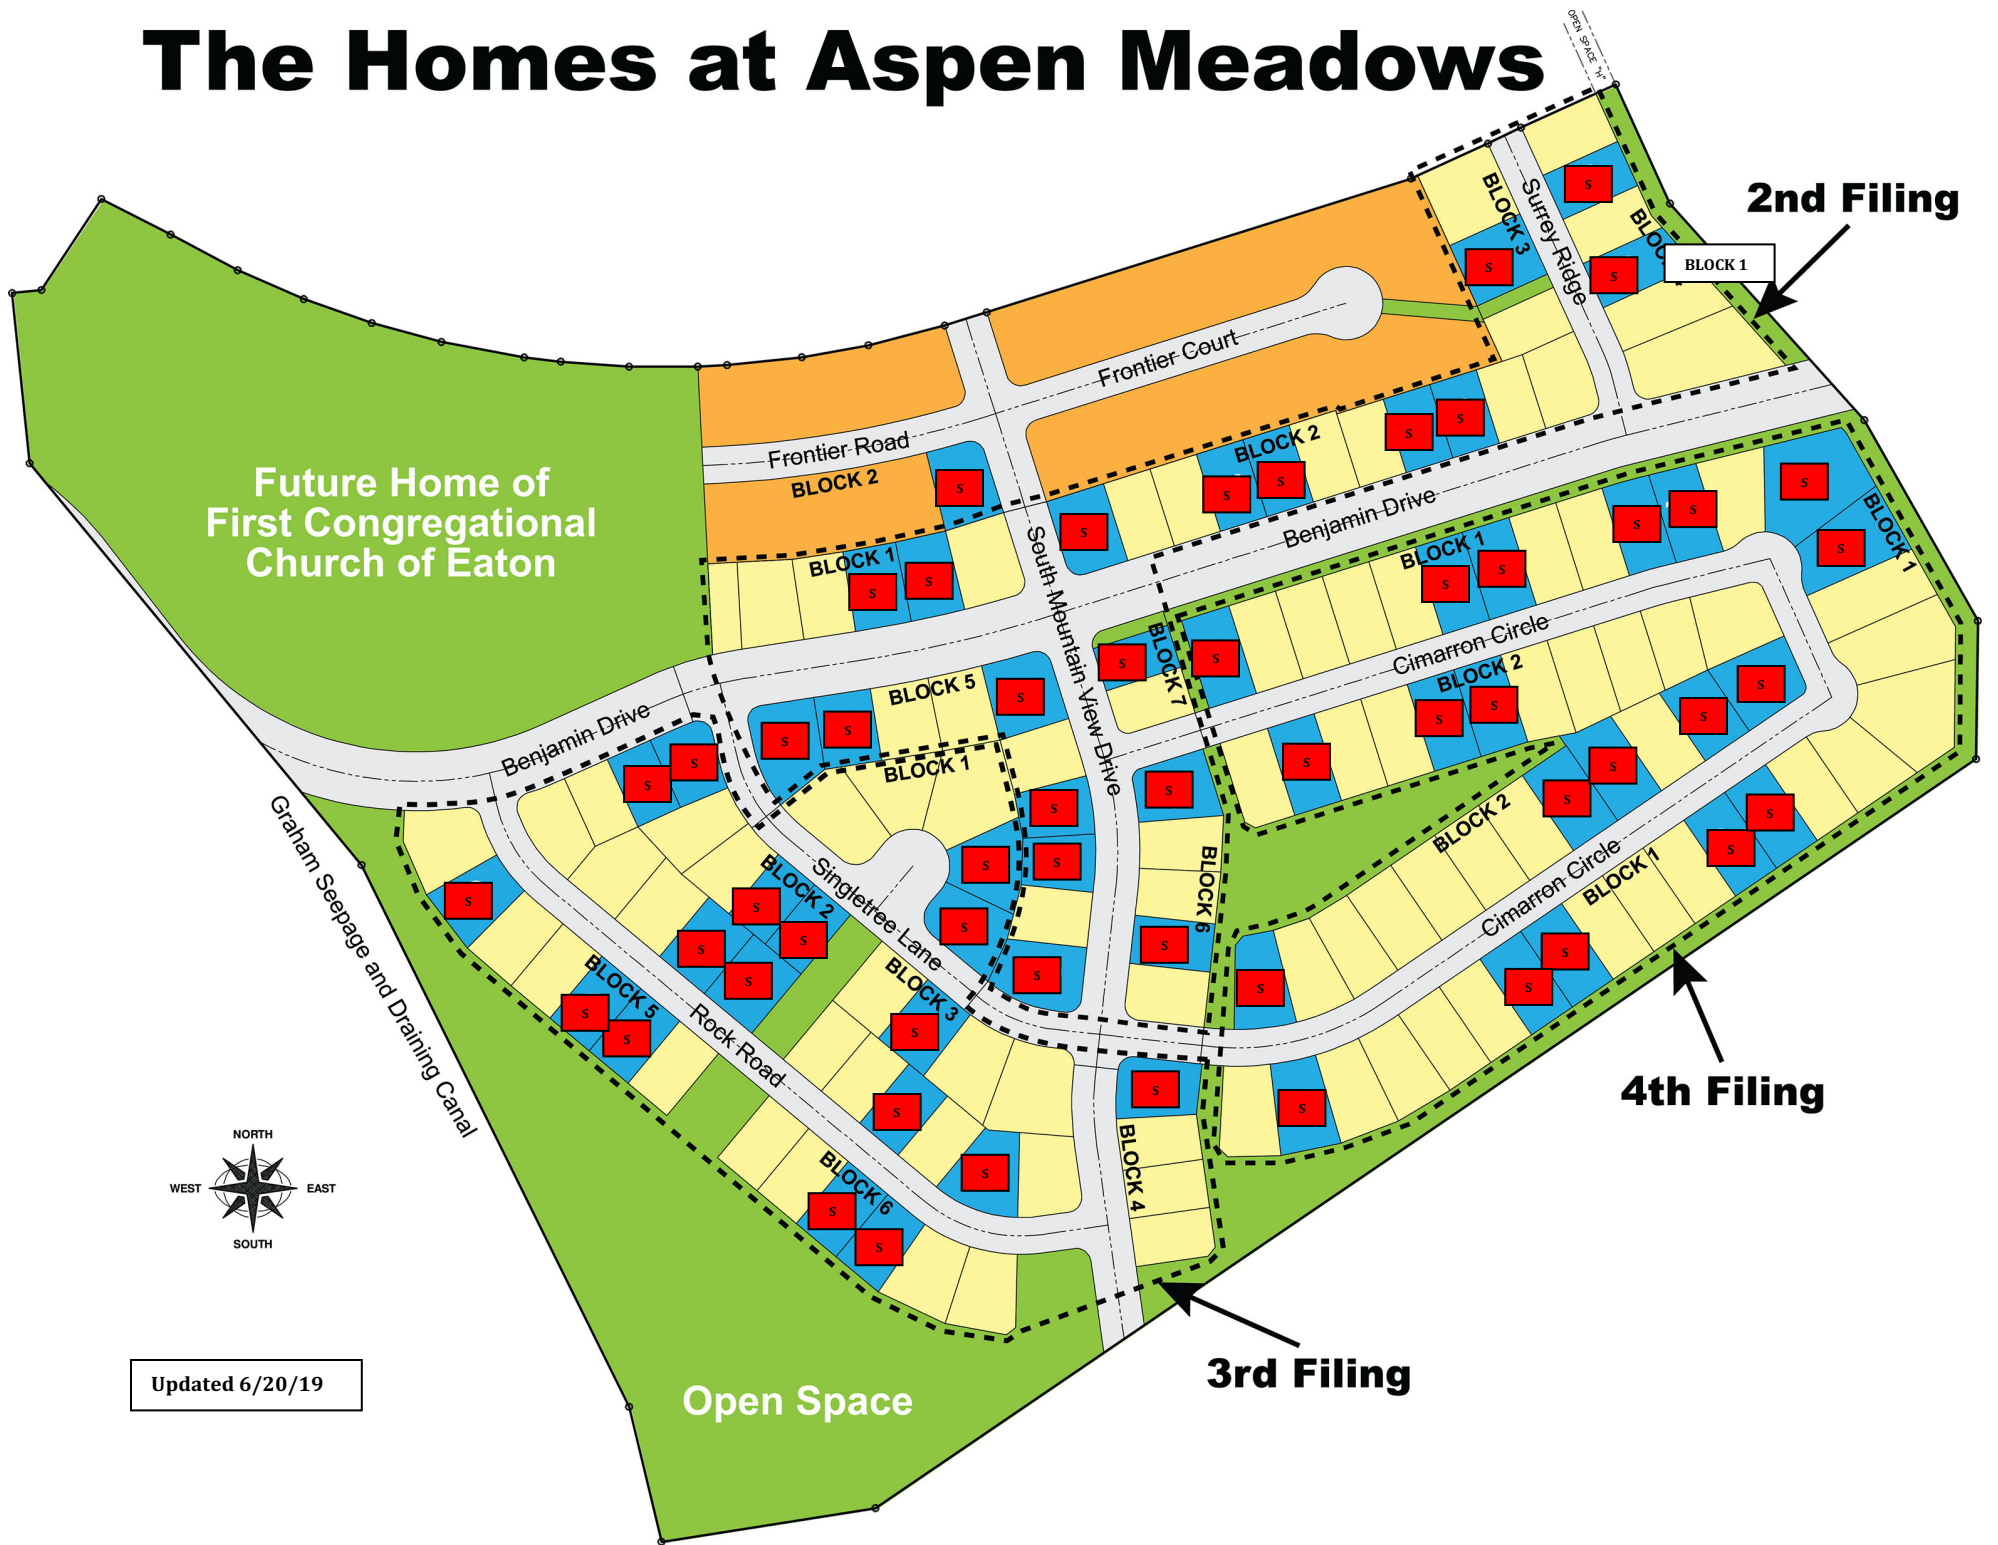 The Homes at Aspen Meadows
OPEN SPACE "H"
2nd Filing
BLOCK 3
Surrey Ridge
S
S
S
BLOCK 1
Frontier Court
Frontier Road
BLOCK 2
S
BLOCK 2
S
S
S
S
S
Benjamin Drive
Future Home of
First Congregational
Church of Eaton
BLOCK 1
S
S
South Mountain View Drive
BLOCK 1
S
S
S
S
S
S
BLOCK 1
S
BLOCK 7
S
Cimarron Circle
BLOCK 2
S
S
S
S
S
BLOCK 5
S
S
S
Benjamin Drive
S
S
BLOCK 1
S
S
S
S
S
Singletree Lane
BLOCK 2
S
S
S
S
S
BLOCK 6
S
S
BLOCK 2
S
S
Cimarron Circle
BLOCK 1
S
S
S
S
S
S
4th Filing
S
BLOCK 5
S
S
Rock Road
BLOCK 3
S
S
S
BLOCK 4
S
BLOCK 6
S
S
Graham Seepage and Draining Canal
NORTH
WEST
EAST
SOUTH
3rd Filing
Updated 6/20/19
Open Space